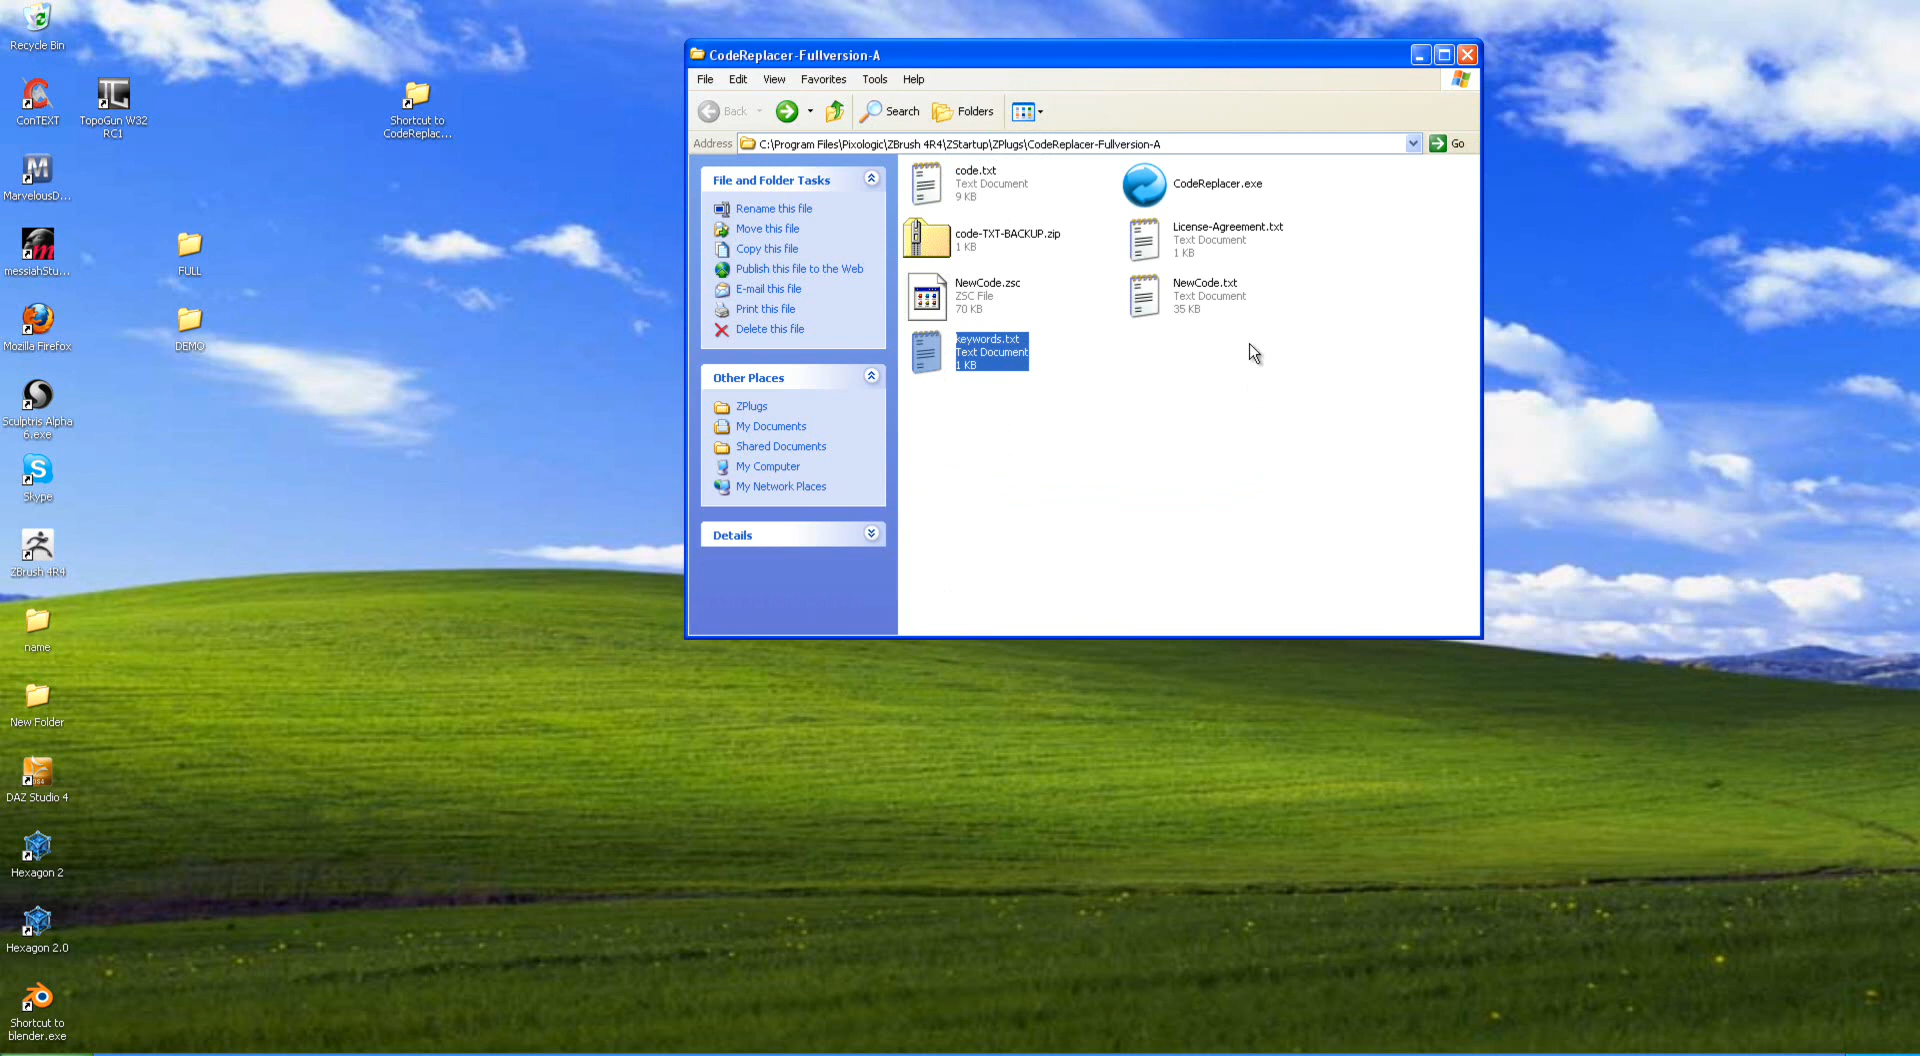 Recycle Bin
ConTEXT
TopoGun W32
RC1
Shortcut to
CodeReplac...
MarvelousD...
messiahStu...
FULL
Mozilla Firefox
DEMO
Sculptris Alpha
6.exe
Skype
ZBrush 4R4
name
New Folder
DAZ Studio 4
Hexagon 2
Hexagon 2.0
Shortcut to
blender.exe
CodeReplacer-Fullversion-A
File Edit View Favorites Tools Help
Back Search Folders
Address C:\Program Files\Pixologic\ZBrush 4R4\ZStartup\ZPlugs\CodeReplacer-Fullversion-A Go
File and Folder Tasks
Rename this file
Move this file
Copy this file
Publish this file to the Web
E-mail this file
Print this file
Delete this file
Other Places
ZPlugs
My Documents
Shared Documents
My Computer
My Network Places
Details
code.txt
Text Document
9 KB
CodeReplacer.exe
code-TXT-BACKUP.zip
1 KB
License-Agreement.txt
Text Document
1 KB
NewCode.zsc
ZSC File
70 KB
NewCode.txt
Text Document
35 KB
keywords.txt
Text Document
1 KB